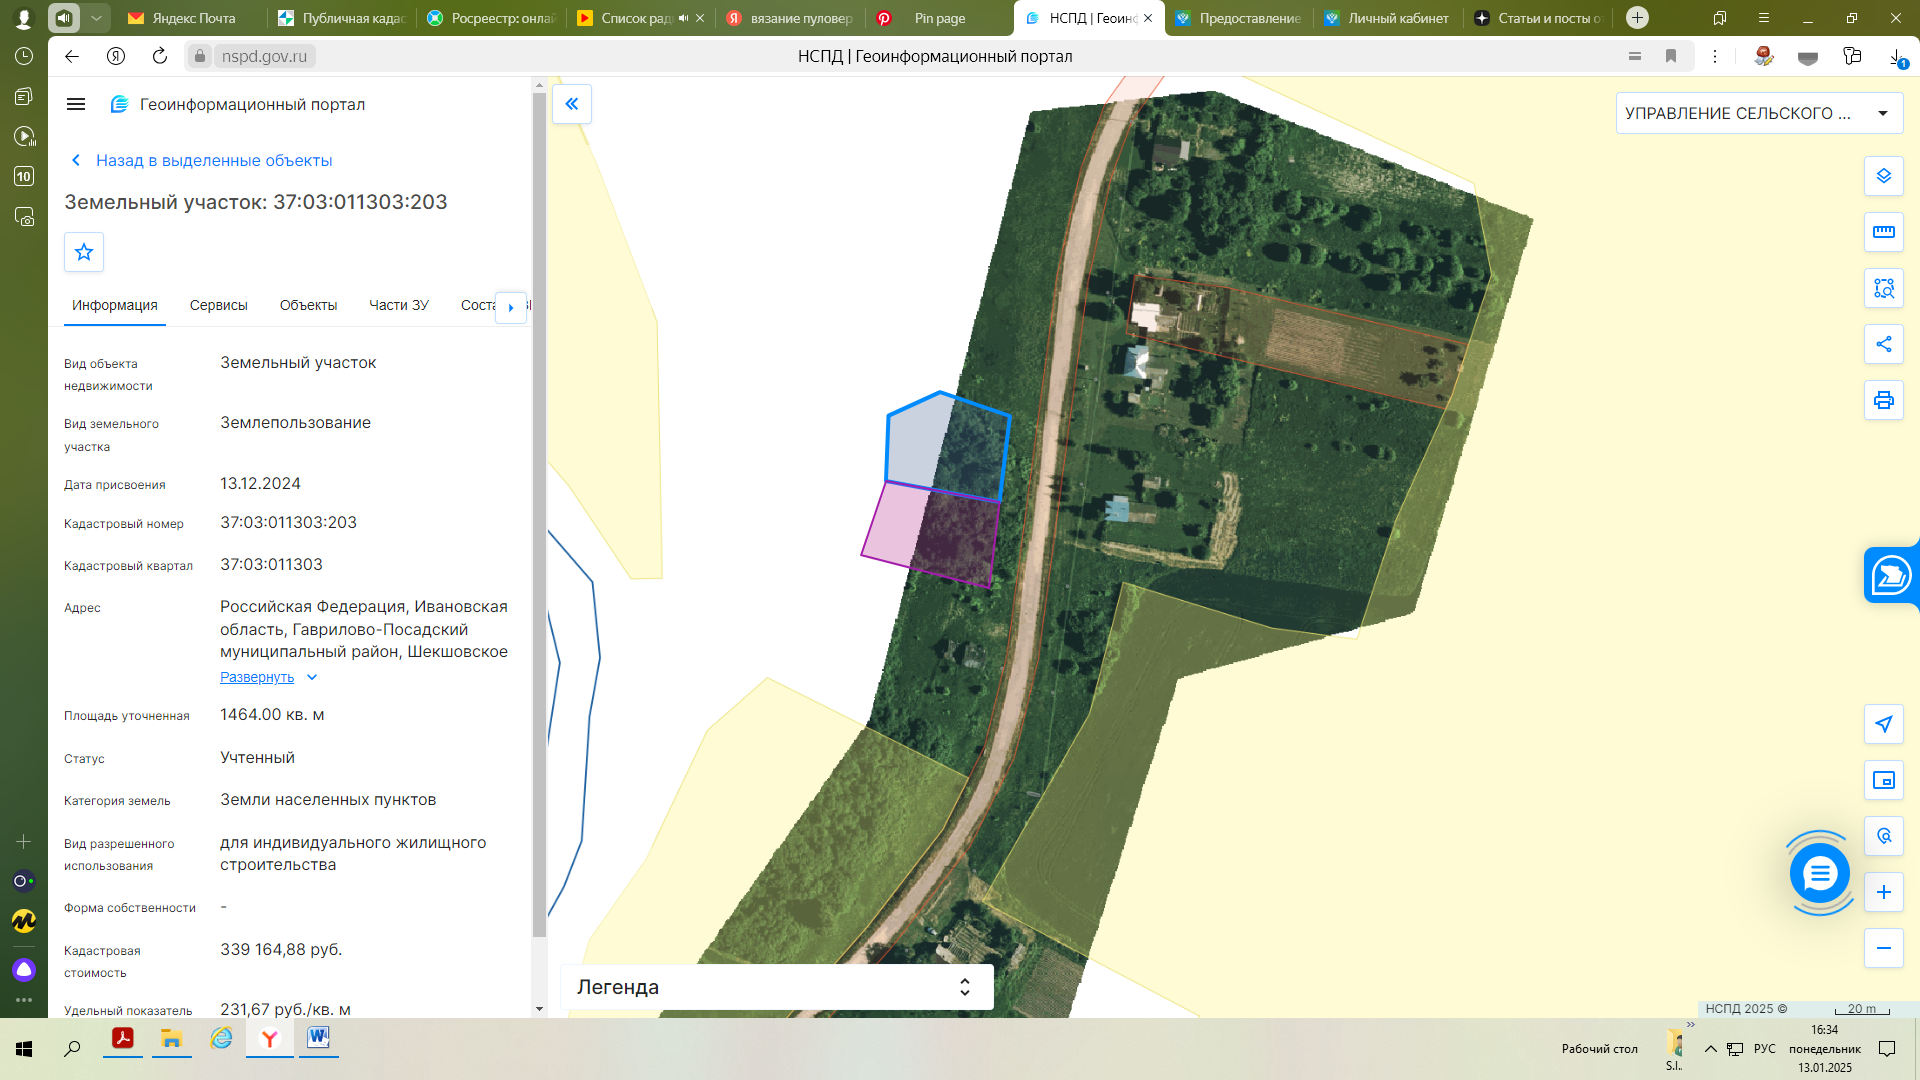 Яндекс Почта
Публичная кадас
Росреестр: онлай
Список рад
вязание пуловер
Pin page
НСПД | Геоинф
Предоставление
Личный кабинет
Статьи и посты о
nspd.gov.ru
НСПД | Геоинформационный портал
1
10
Геоинформационный портал
Назад в выделенные объекты
Земельный участок: 37:03:011303:203
Информация
Сервисы
Объекты
Части ЗУ
Соста
Вид объекта недвижимости
Земельный участок
Вид земельного участка
Землепользование
Дата присвоения
13.12.2024
Кадастровый номер
37:03:011303:203
Кадастровый квартал
37:03:011303
Адрес
Российская Федерация, Ивановская
область, Гаврилово-Посадский
муниципальный район, Шекшовское
Развернуть
Площадь уточненная
1464.00 кв. м
Статус
Учтенный
Категория земель
Земли населенных пунктов
Вид разрешенного использования
для индивидуального жилищного
строительства
Форма собственности
-
Кадастровая стоимость
339 164,88 руб.
Удельный показатель
231,67 руб./кв. м
УПРАВЛЕНИЕ СЕЛЬСКОГО ...
Легенда
НСПД 2025 ©
20 m
Рабочий стол
S.I..
РУС
16:34
понедельник
13.01.2025